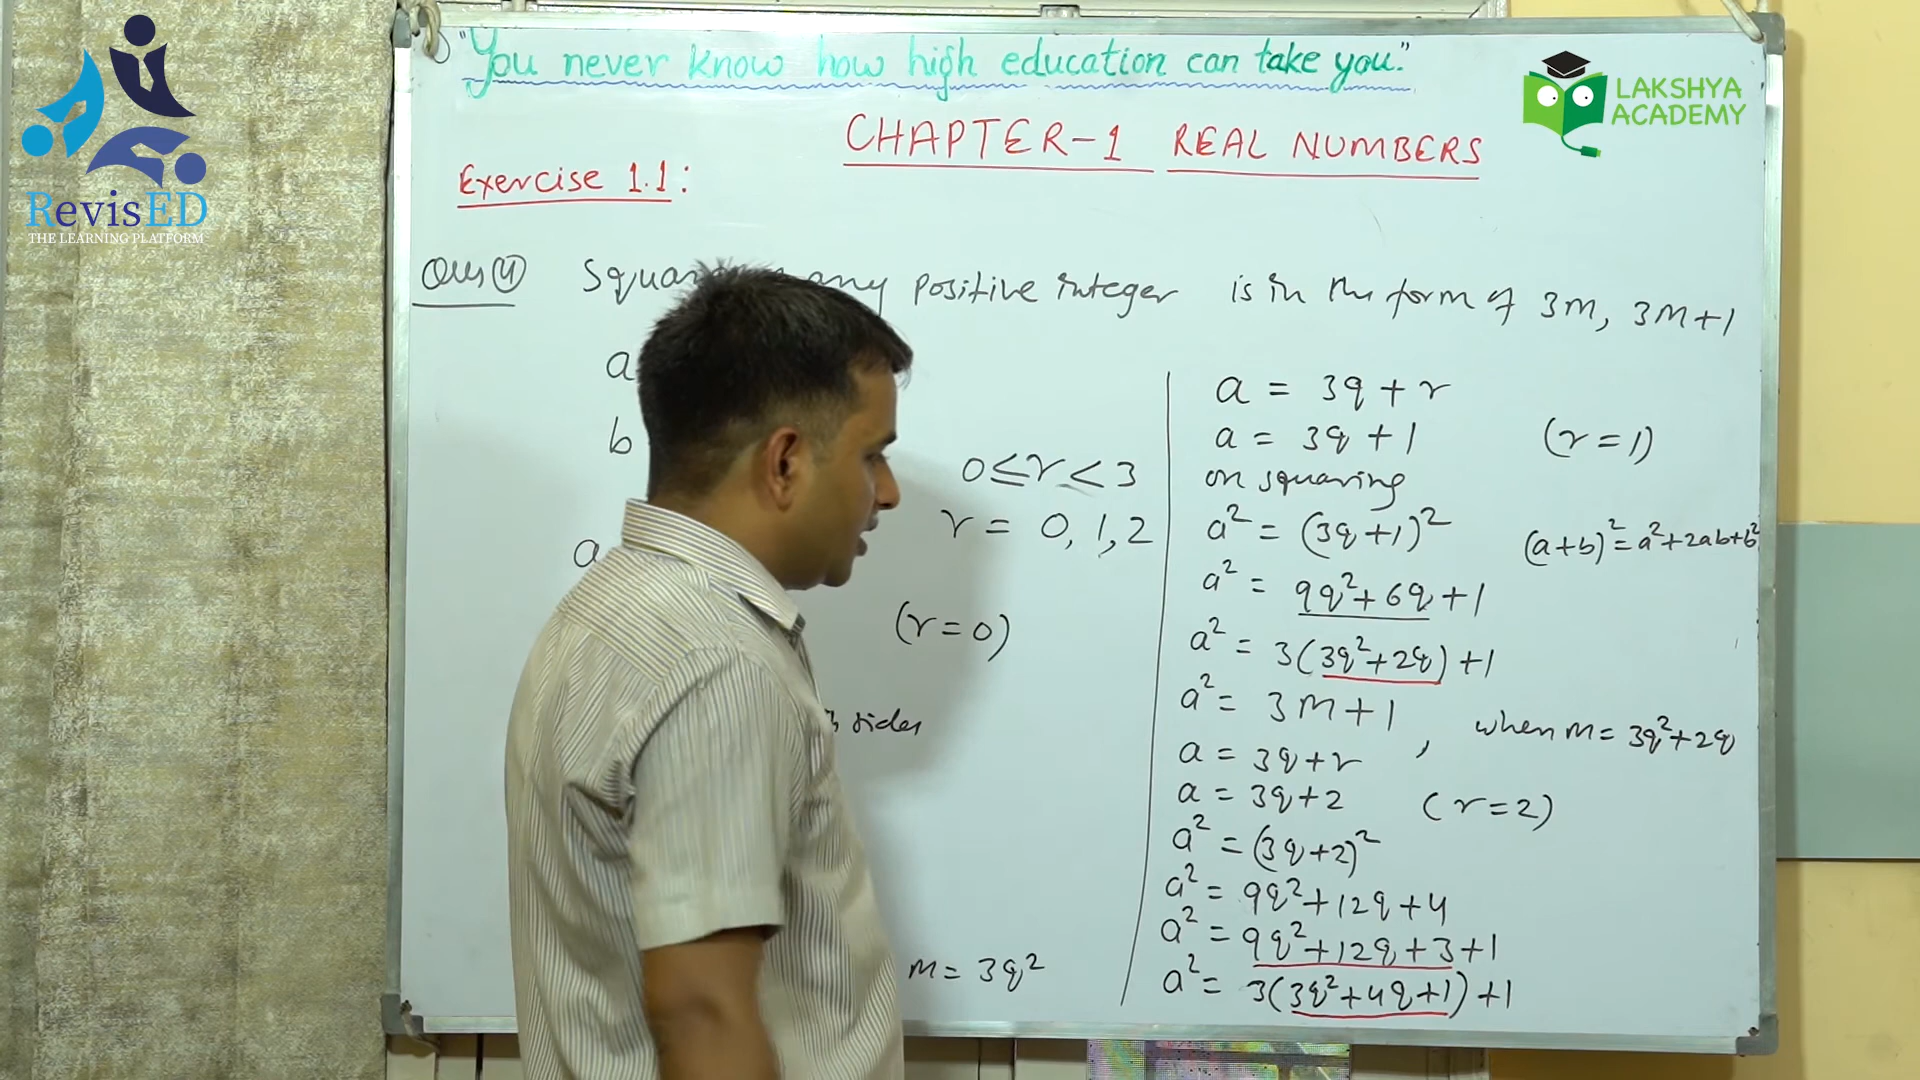 "You never know how high education can take you."
LAKSHYA
ACADEMY
RevisED
THE LEARNING PLATFORM
CHAPTER-1 REAL NUMBERS
Exercise 1.1:
Ques 4 any positive integer is in the form of 3m, 3m+1
a
b
0≤r<3
r = 0, 1, 2
a
(r=0)
sides
m = 3q²
a = 3q + r
a = 3q + 1 (r=1)
on squaring
a² = (3q+1)² (a+b)²=a²+2ab+b²
a² = 9q²+6q+1
a² = 3(3q²+2q)+1
a² = 3m+1, when m = 3q²+2q
a = 3q+r
a = 3q+2 (r=2)
a² = (3q+2)²
a² = 9q²+12q+4
a² = 9q²+12q+3+1
a² = 3(3q²+4q+1)+1